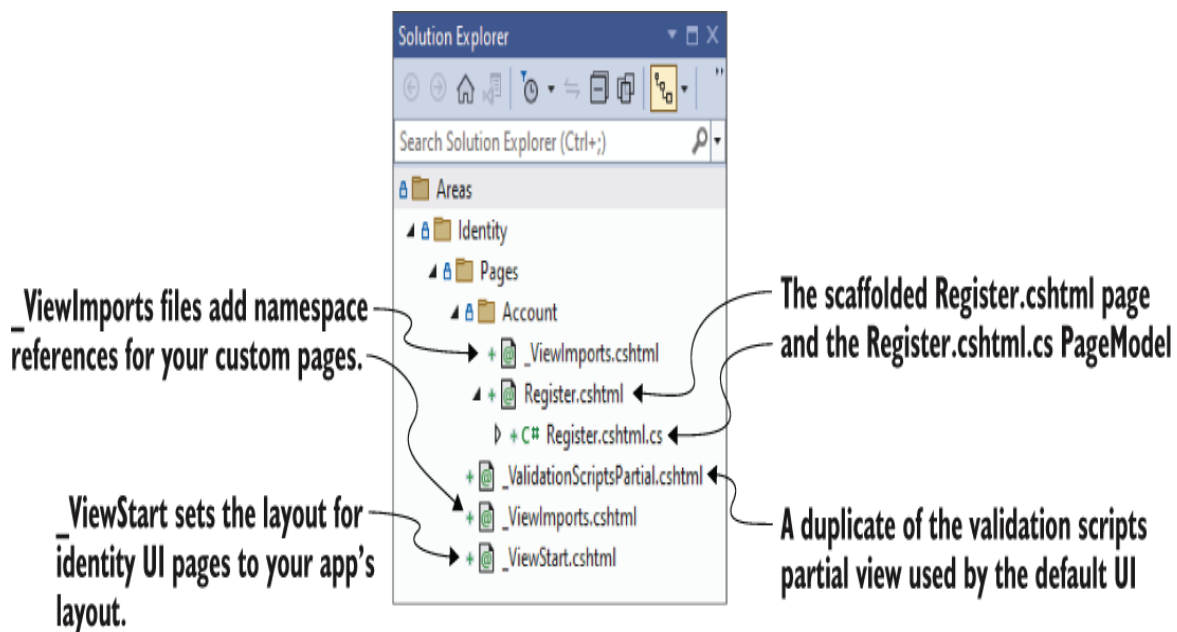 Solution Explorer
Search Solution Explorer (Ctrl+;)
Areas
Identity
Pages
Account
_ViewImports.cshtml
Register.cshtml
C# Register.cshtml.cs
_ValidationScriptsPartial.cshtml
_ViewImports.cshtml
_ViewStart.cshtml
_ViewImports files add namespace
references for your custom pages.
_ViewStart sets the layout for
identity UI pages to your app’s
layout.
The scaffolded Register.cshtml page
and the Register.cshtml.cs PageModel
A duplicate of the validation scripts
partial view used by the default UI